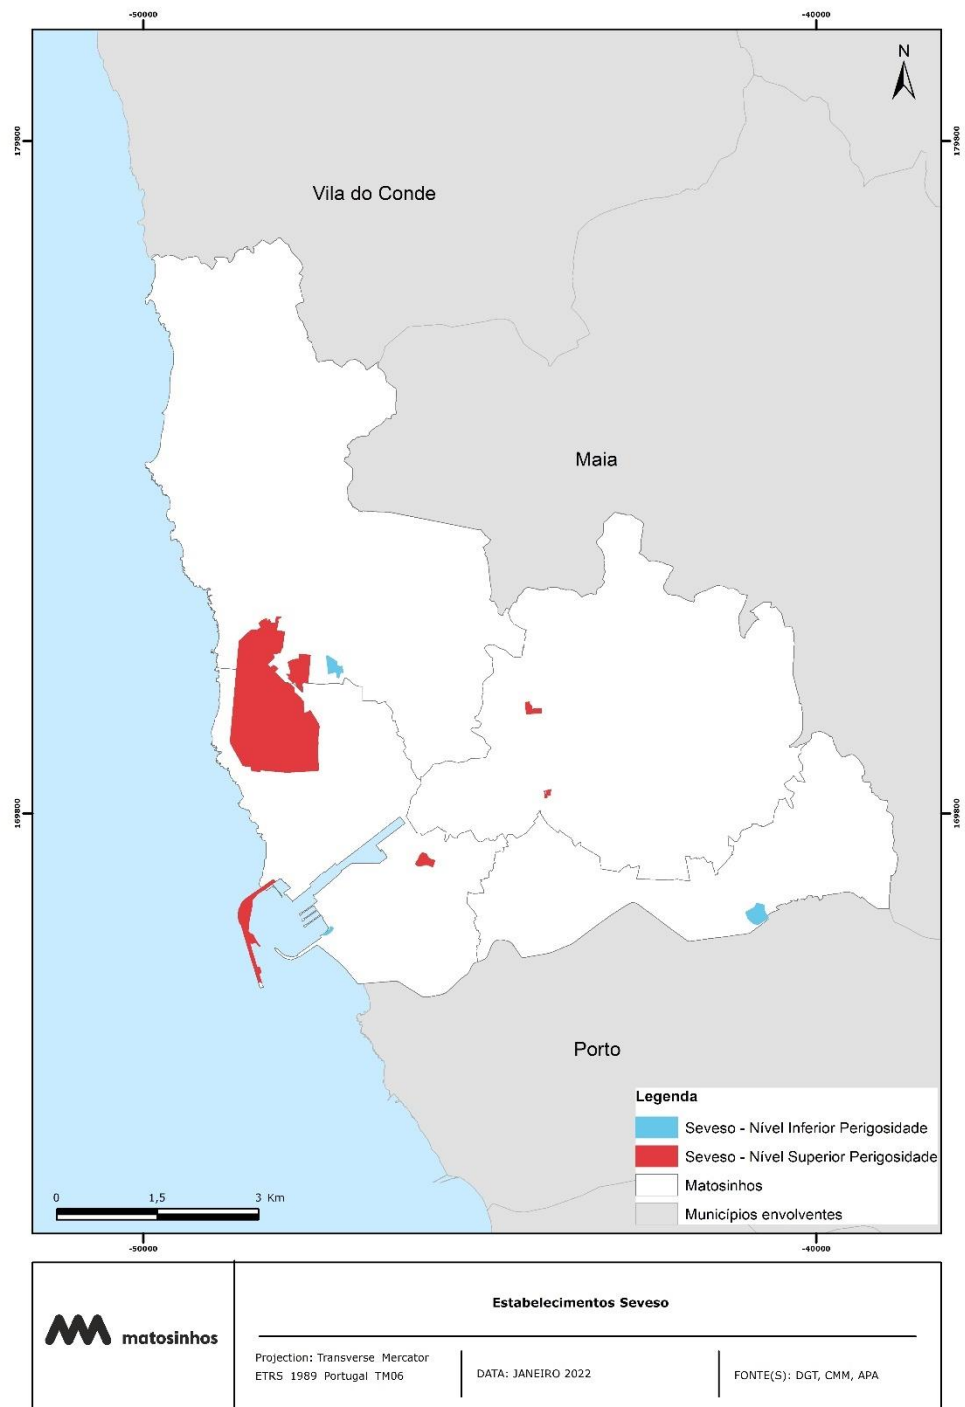 -50000 -40000
N
179800 179800
Vila do Conde
Maia
169800 169800
Porto
Legenda
Seveso - Nível Inferior Perigosidade
Seveso - Nível Superior Perigosidade
Matosinhos
Municípios envolventes
0 1,5 3 Km
-50000 -40000
Estabelecimentos Seveso
matosinhos
Projection: Transverse Mercator
ETRS 1989 Portugal TM06
DATA: JANEIRO 2022
FONTE(S): DGT, CMM, APA